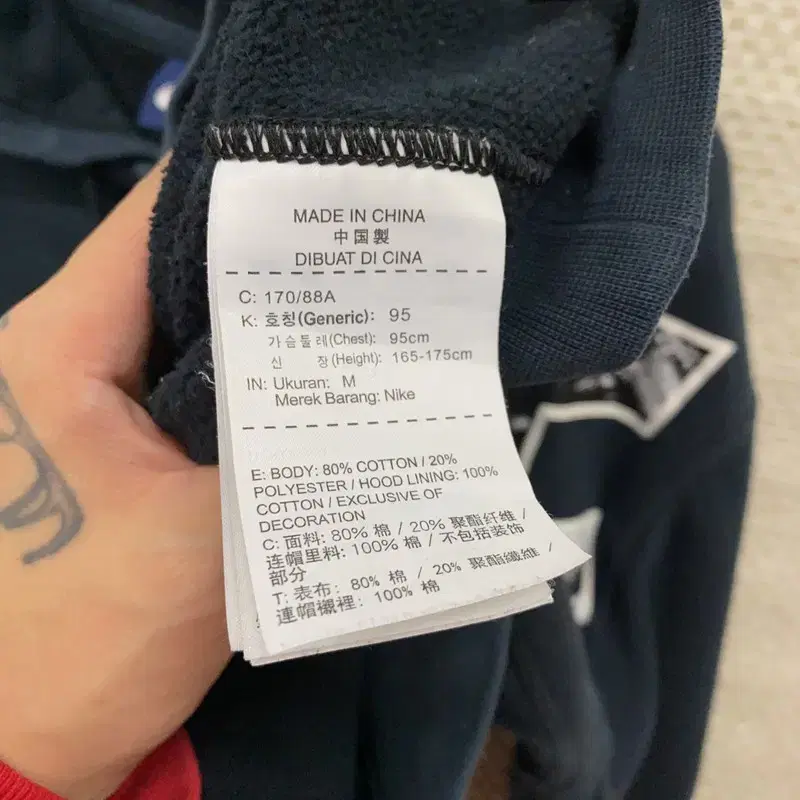 MADE IN CHINA
中国製
DIBUAT DI CINA
C: 170/88A
K: 호칭(Generic): 95
가슴둘레(Chest): 95cm
신 장(Height): 165-175cm
IN: Ukuran: M
Merek Barang: Nike
E: BODY: 80% COTTON / 20%
POLYESTER / HOOD LINING: 100%
COTTON / EXCLUSIVE OF
DECORATION
C: 面料: 80% 棉 / 20% 聚酯纤维 /
连帽里料: 100% 棉 / 不包括装饰
部分
T: 表布: 80% 棉 / 20% 聚酯纖維 /
連帽襯裡: 100% 棉